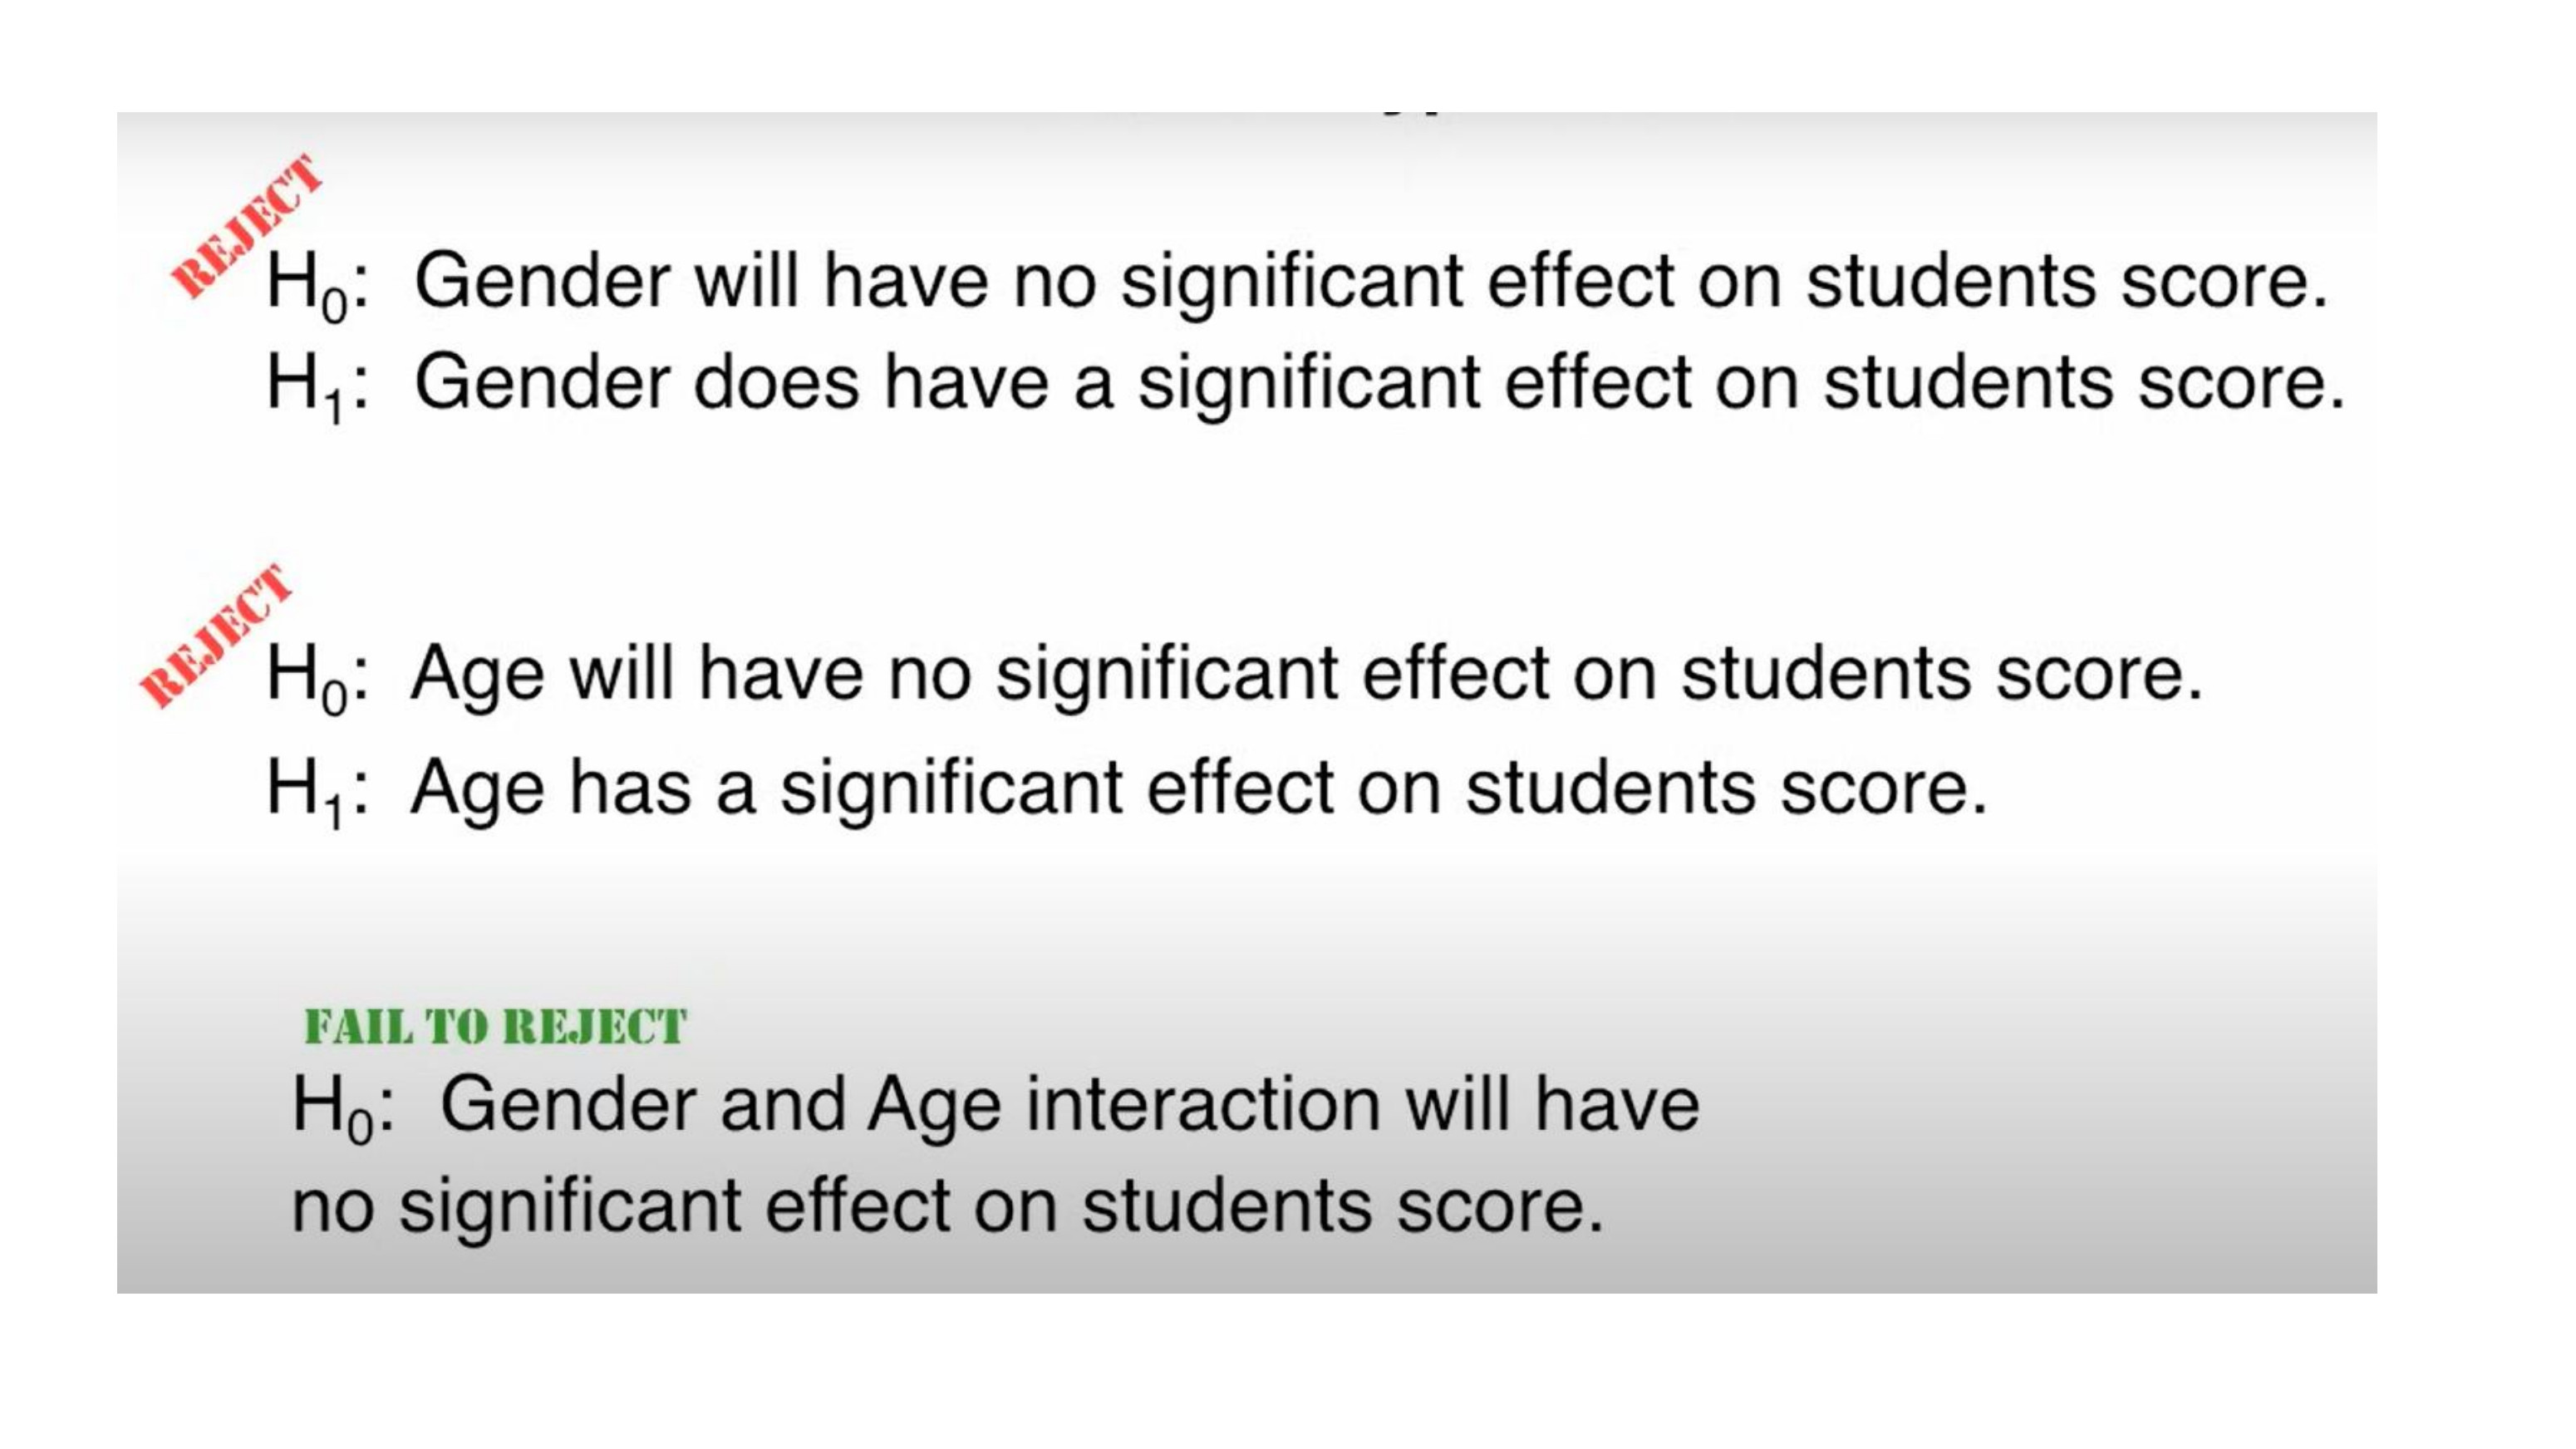 REJECT
H₀: Gender will have no significant effect on students score.
H₁: Gender does have a significant effect on students score.
REJECT
H₀: Age will have no significant effect on students score.
H₁: Age has a significant effect on students score.
FAIL TO REJECT
H₀: Gender and Age interaction will have
no significant effect on students score.